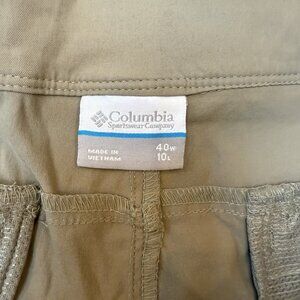 Columbia
Sportswear Company
MADE IN
VIETNAM
40W
10L